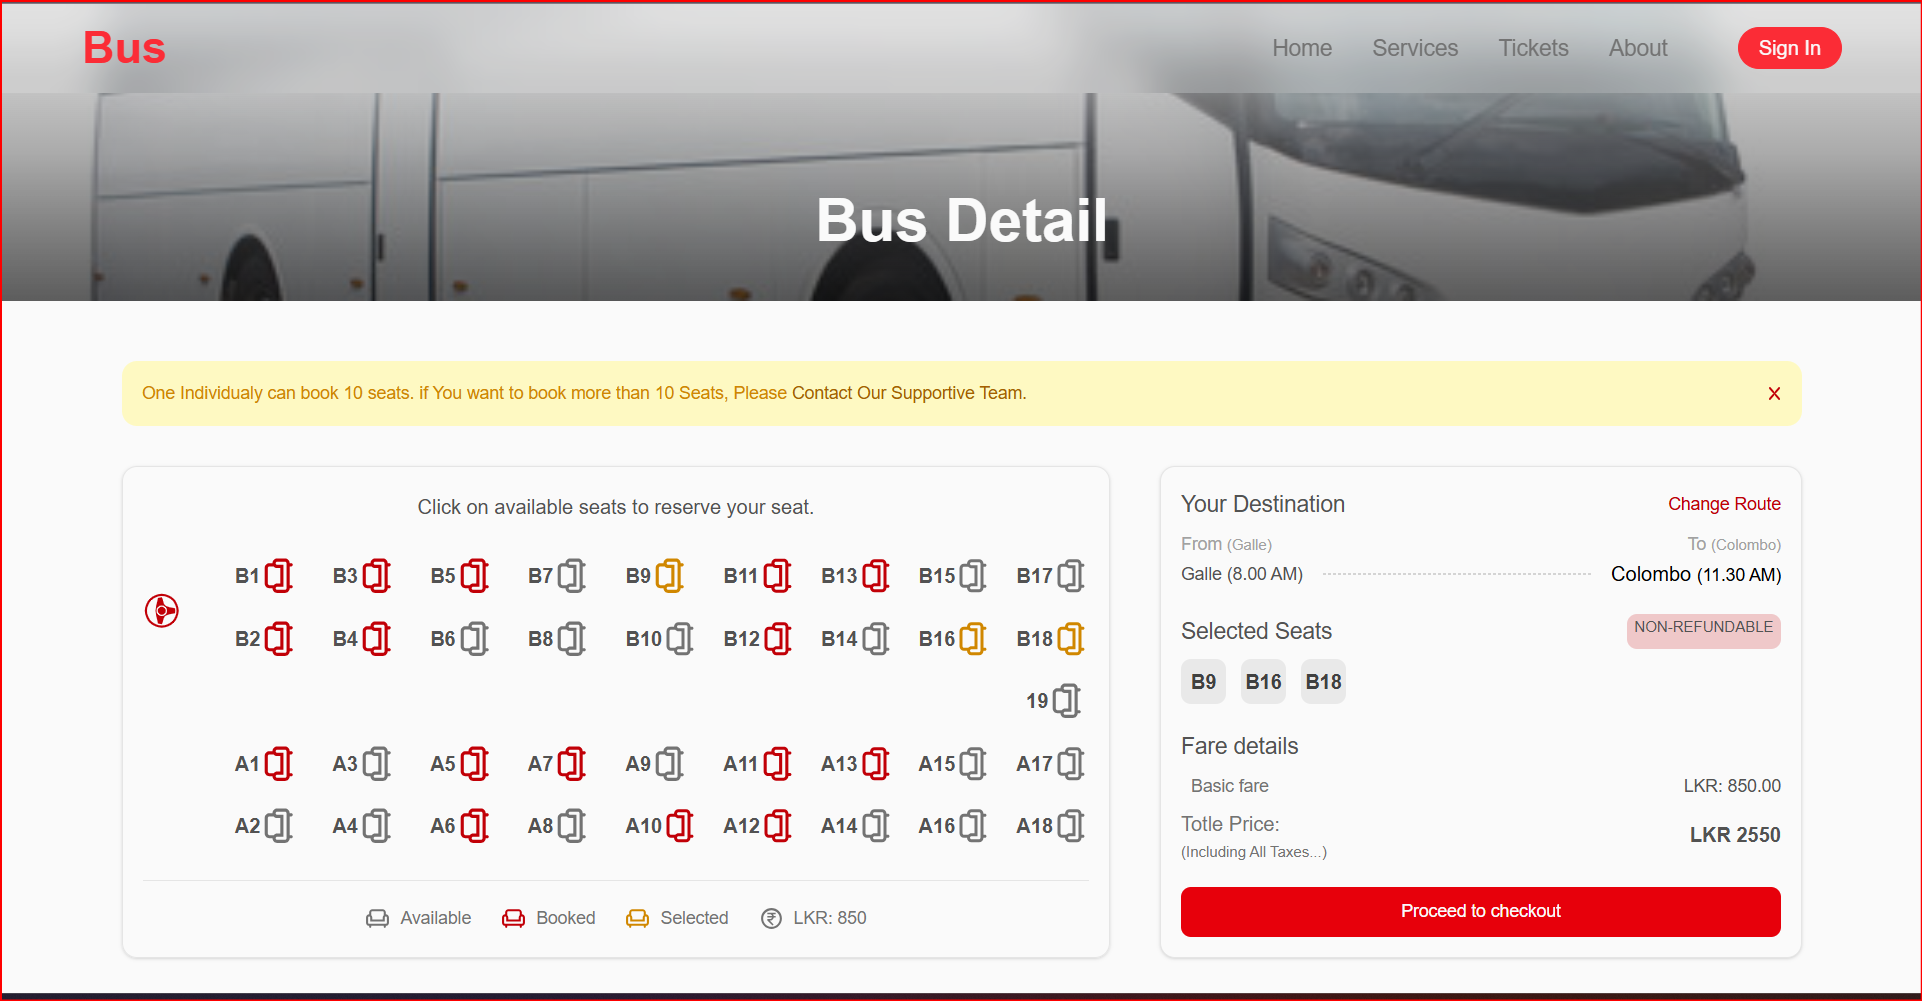 Bus
Home Services Tickets About Sign In
Bus Detail
One Individualy can book 10 seats. if You want to book more than 10 Seats, Please Contact Our Supportive Team.
Click on available seats to reserve your seat.
B1 B3 B5 B7 B9 B11 B13 B15 B17
B2 B4 B6 B8 B10 B12 B14 B16 B18
19
A1 A3 A5 A7 A9 A11 A13 A15 A17
A2 A4 A6 A8 A10 A12 A14 A16 A18
Available Booked Selected LKR: 850
Your Destination Change Route
From (Galle) To (Colombo)
Galle (8.00 AM) Colombo (11.30 AM)
Selected Seats NON-REFUNDABLE
B9 B16 B18
Fare details
Basic fare LKR: 850.00
Totle Price: LKR 2550
(Including All Taxes...)
Proceed to checkout